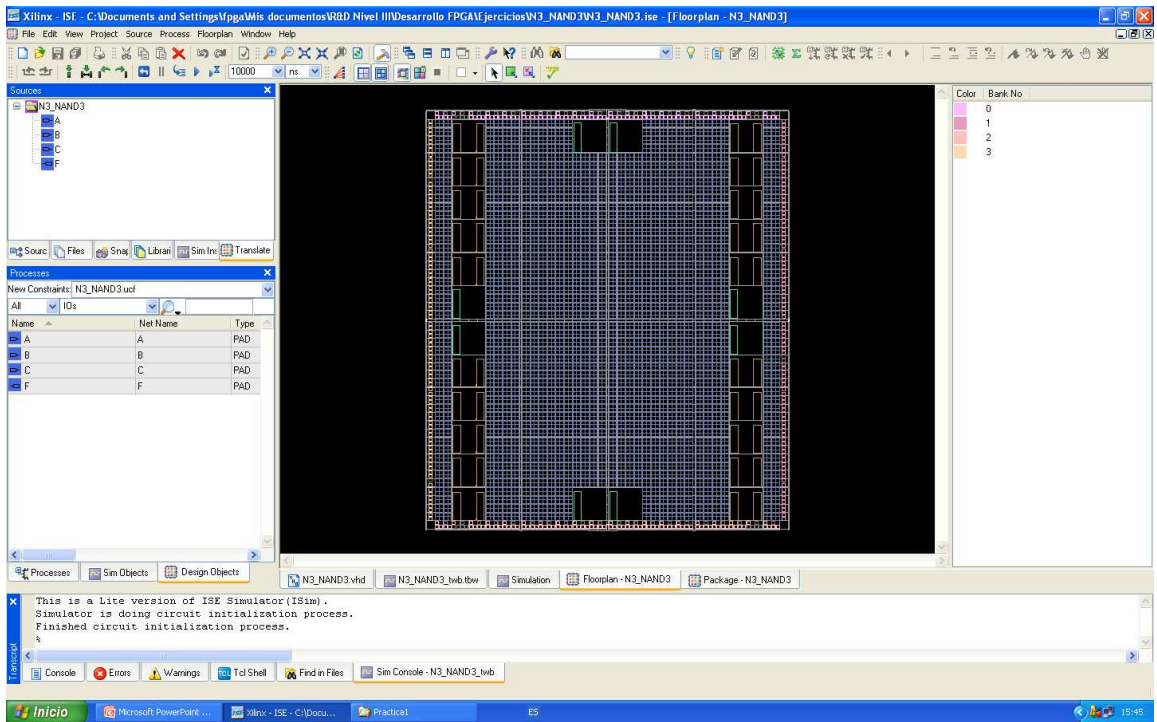 Xilinx - ISE - C:\Documents and Settings\fpga\Mis documentos\R&D Nivel III\Desarrollo FPGA\Ejercicios\N3_NAND3\N3_NAND3.ise - [Floorplan - N3_NAND3]
File Edit View Project Source Process Floorplan Window Help
10000 ns
Sources
N3_NAND3
A
B
C
F
Sourc Files Snap Librari Sim Ins Translate
Processes
New Constraints: N3_NAND3.ucf
All IOs
Name Net Name Type
A A PAD
B B PAD
C C PAD
F F PAD
Processes Sim Objects Design Objects
Color Bank No
0
1
2
3
N3_NAND3.vhd N3_NAND3_twb.tbw Simulation Floorplan - N3_NAND3 Package - N3_NAND3
Transcript
This is a Lite version of ISE Simulator(ISim).
Simulator is doing circuit initialization process.
Finished circuit initialization process.
%
Console Errors Warnings Tcl Shell Find in Files Sim Console - N3_NAND3_twb
Inicio Microsoft PowerPoint ... Xilinx - ISE - C:\Docu... Practica1 ES 15:45